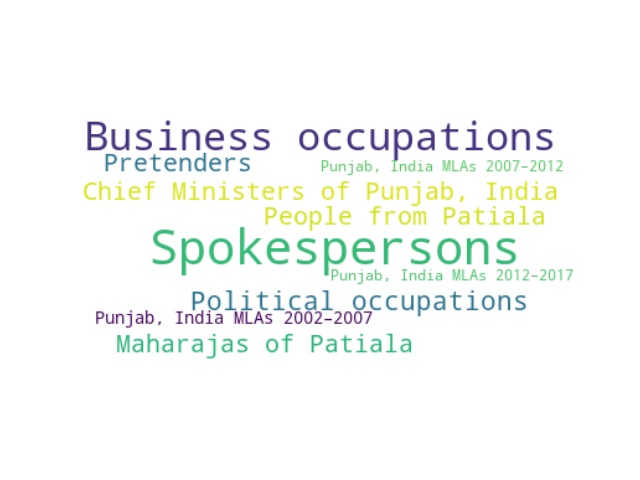 Business occupations
Pretenders
Punjab, India MLAs 2007–2012
Chief Ministers of Punjab, India
People from Patiala
Spokespersons
Punjab, India MLAs 2012–2017
Political occupations
Punjab, India MLAs 2002–2007
Maharajas of Patiala